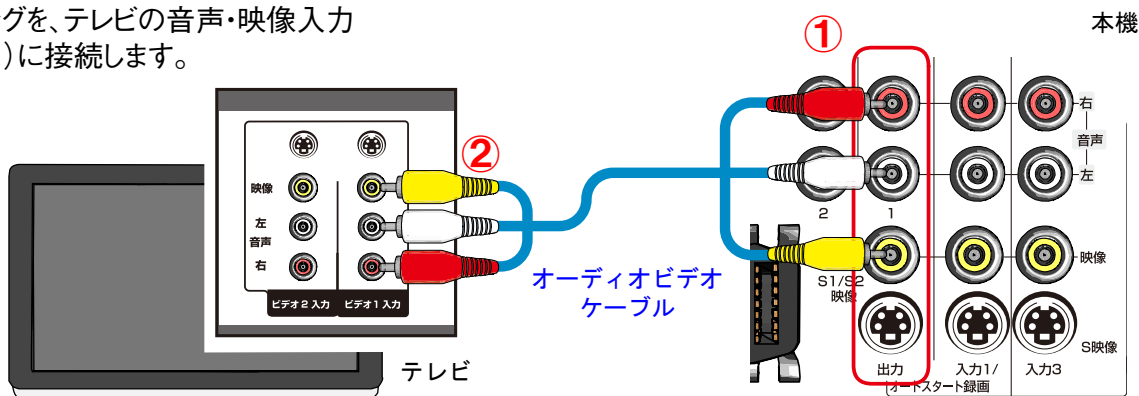 グを、テレビの音声・映像入力
)に接続します。
①
本機
②
映像
左
音声
右
ビデオ2入力
ビデオ1入力
テレビ
オーディオビデオ
ケーブル
右
音声
左
2
1
映像
S1/S2
映像
S映像
出力
入力1/
オートスタート録画
入力3